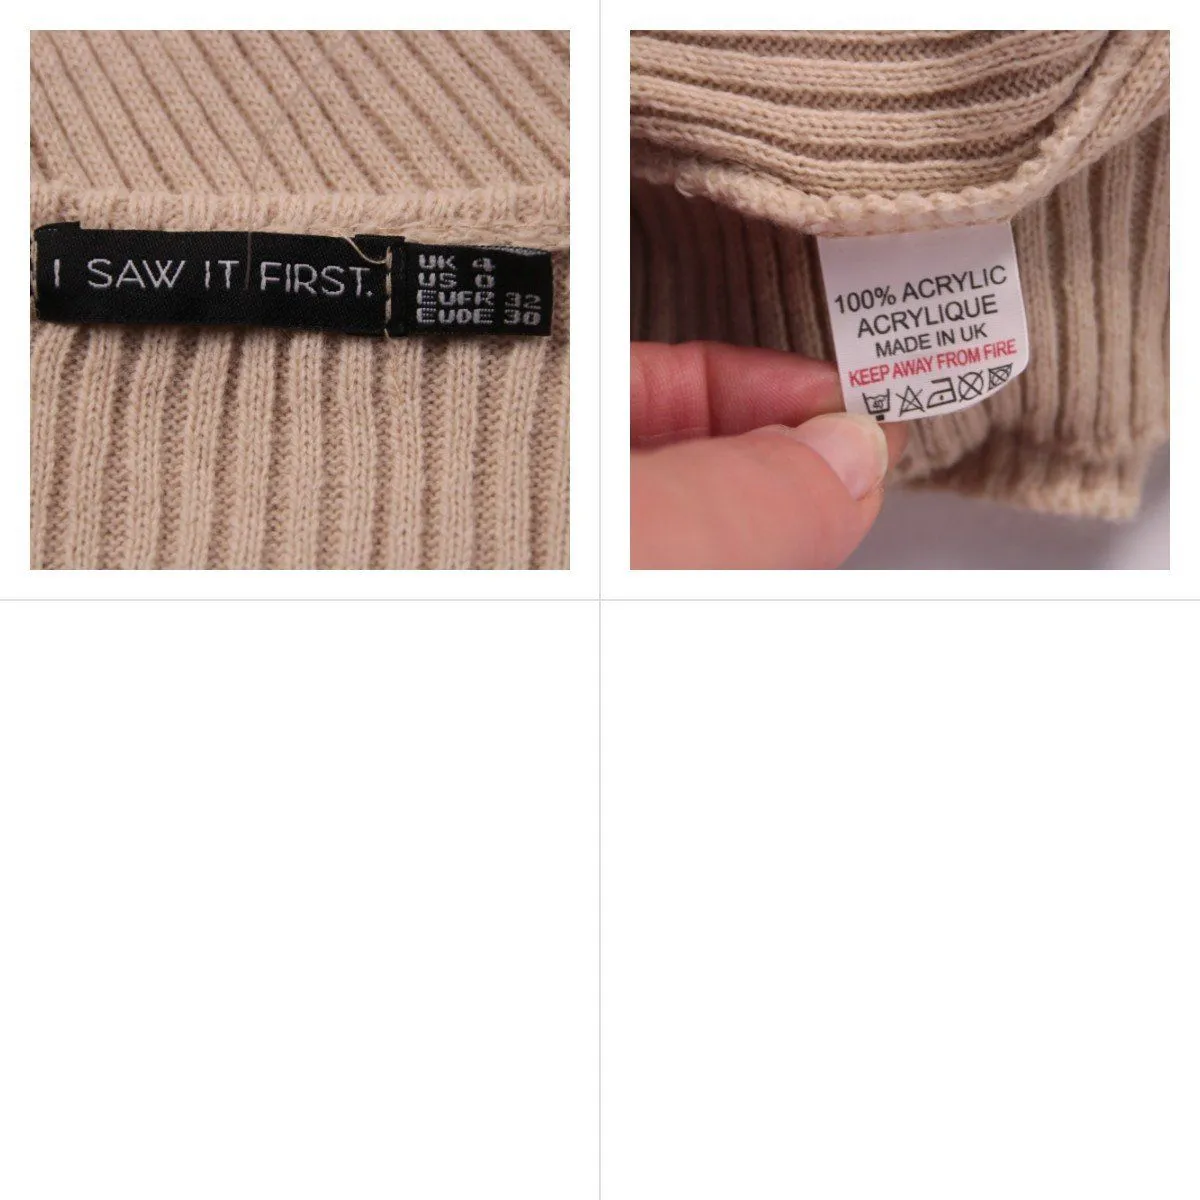 I SAW IT FIRST.
UK 4
US 0
EUFR 32
EUDE 30
100% ACRYLIC
ACRYLIQUE
MADE IN UK
KEEP AWAY FROM FIRE
40